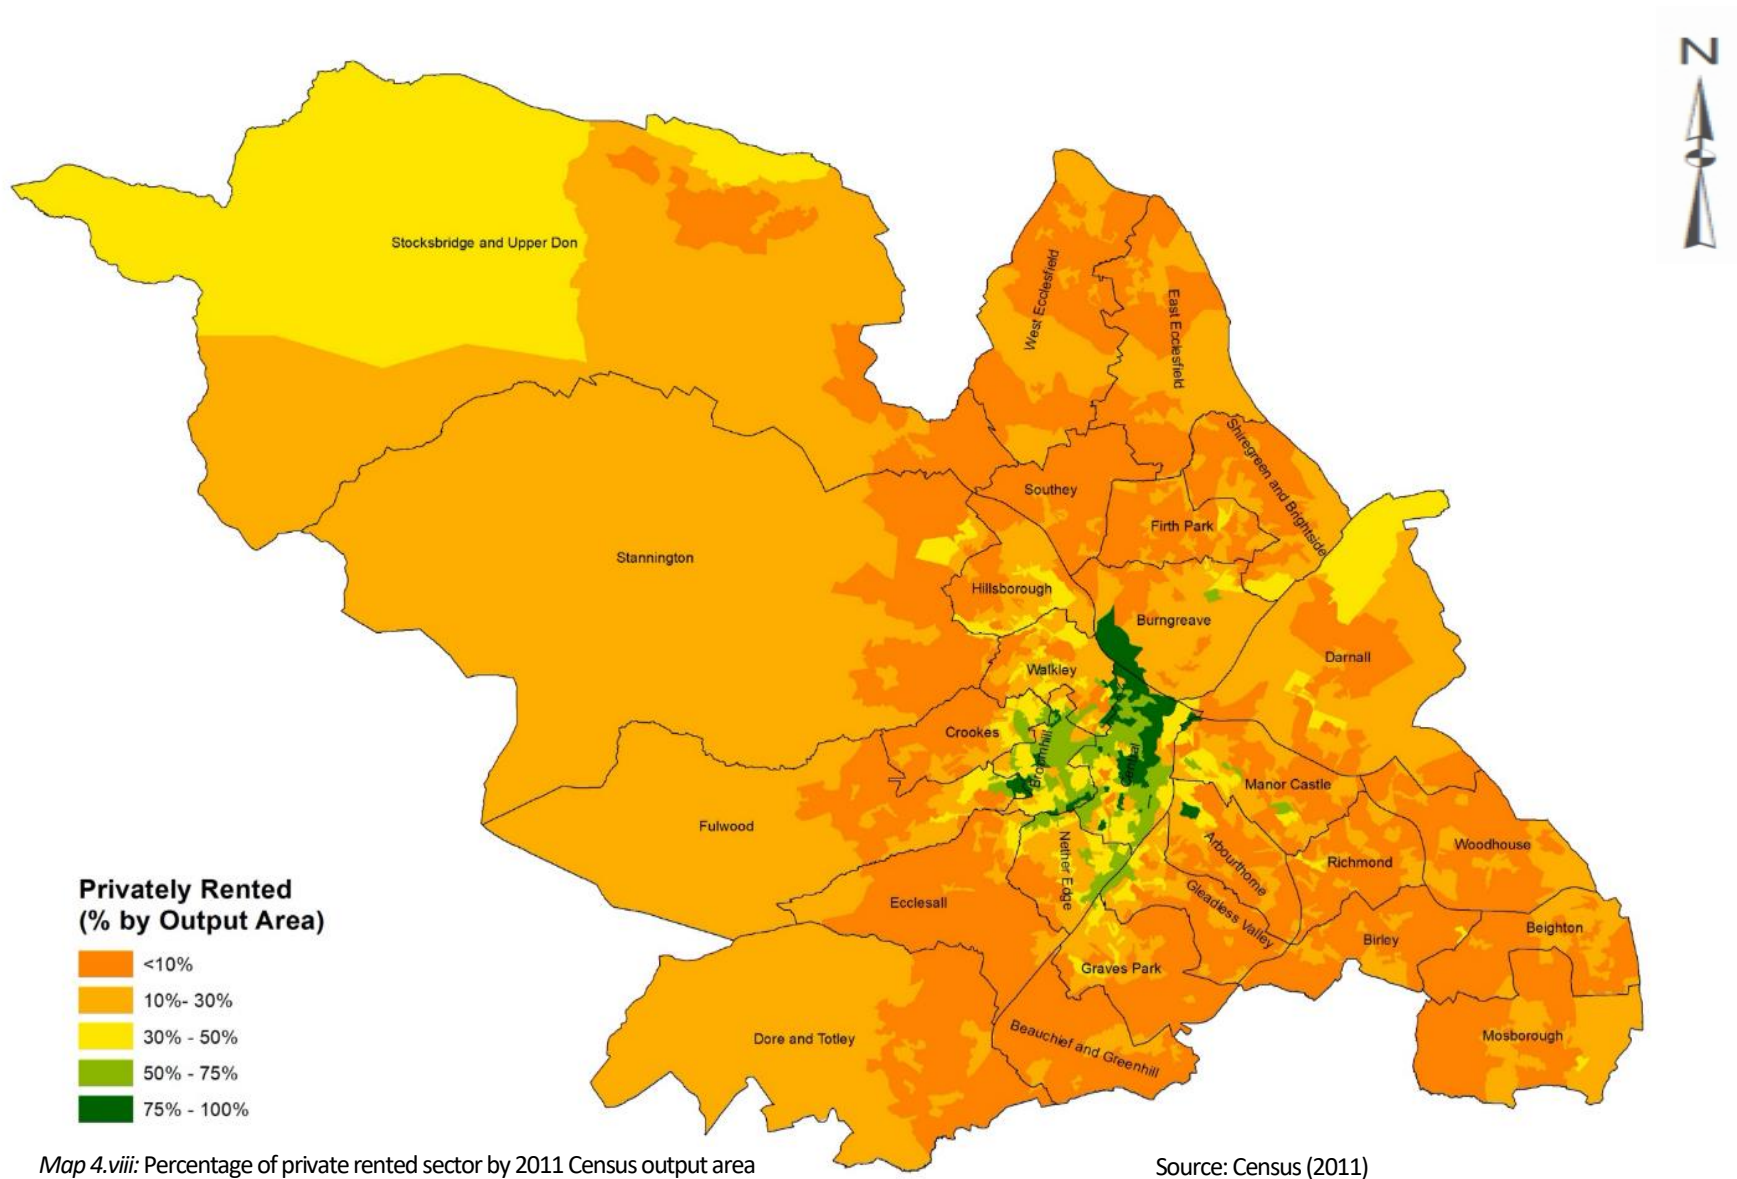 N
Stocksbridge and Upper Don
West Ecclesfield
East Ecclesfield
Shiregreen and Brightside
Southey
Firth Park
Stannington
Hillsborough
Burngreave
Darnall
Walkley
Crookes
Broomhill
Central
Manor Castle
Fulwood
Nether Edge
Arbourthorne
Richmond
Woodhouse
Ecclesall
Gleadless Valley
Birley
Beighton
Graves Park
Dore and Totley
Beauchief and Greenhill
Mosborough
Privately Rented
(% by Output Area)
<10%
10%- 30%
30% - 50%
50% - 75%
75% - 100%
Map 4.viii: Percentage of private rented sector by 2011 Census output area
Source: Census (2011)